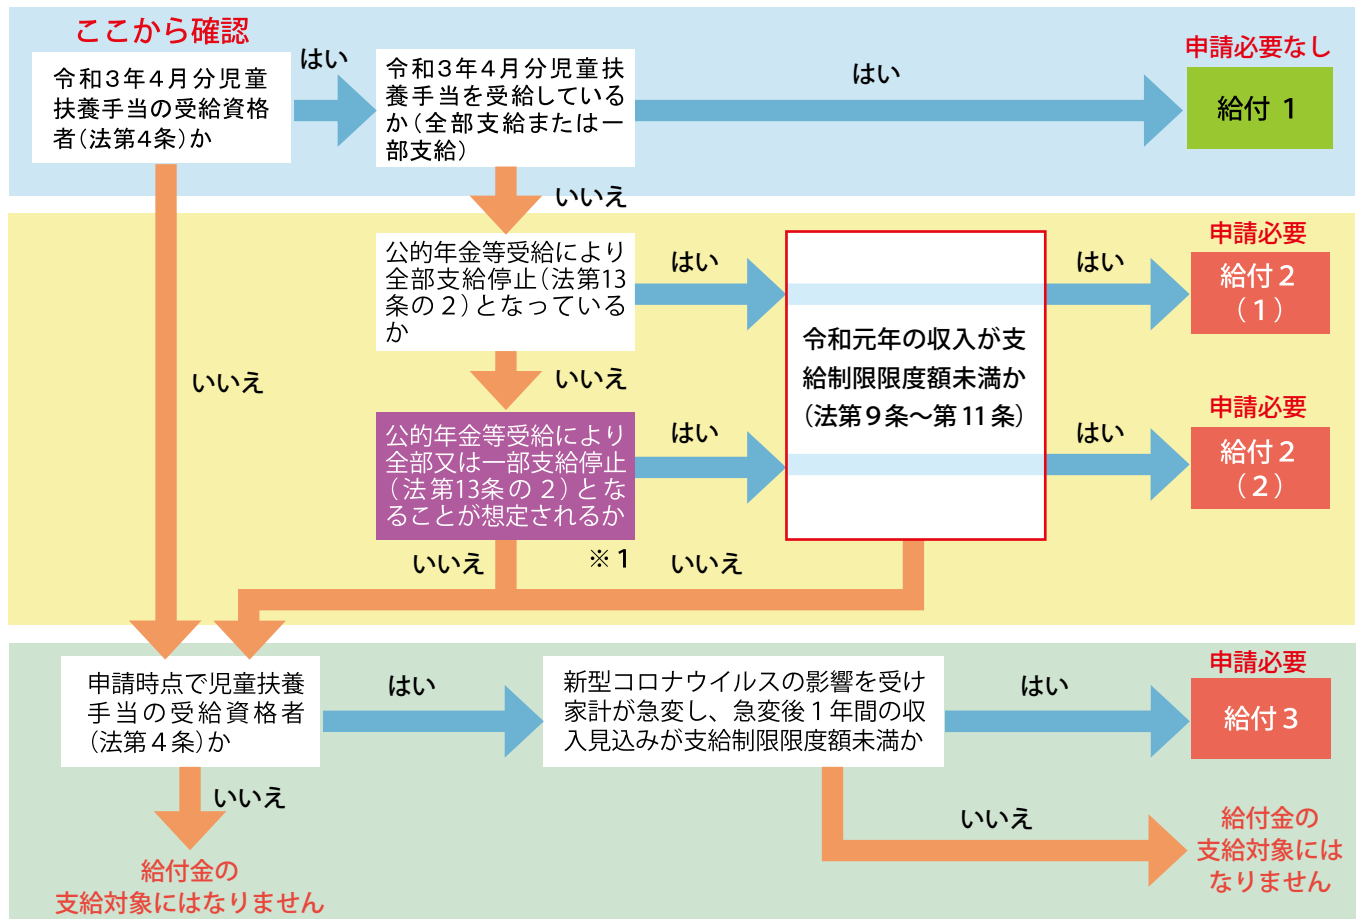 ここから確認
令和3年4月分児童
扶養手当の受給資格
者（法第4条）か
はい
令和3年4月分児童扶
養手当を受給している
か（全部支給または一
部支給）
はい
申請必要なし
給付 1
いいえ
公的年金等受給により
全部支給停止（法第13
条の２）となっている
か
はい
はい
申請必要
給付２
（１）
令和元年の収入が支
給制限限度額未満か
（法第９条～第11条）
いいえ
いいえ
公的年金等受給により
全部又は一部支給停止
（法第13条の２）とな
ることが想定されるか
はい
はい
申請必要
給付２
（２）
いいえ
※１
いいえ
申請時点で児童扶養
手当の受給資格者
（法第４条）か
はい
新型コロナウイルスの影響を受け
家計が急変し、急変後１年間の収
入見込みが支給制限限度額未満か
はい
申請必要
給付３
いいえ
給付金の
支給対象にはなりません
いいえ
給付金の
支給対象には
なりません